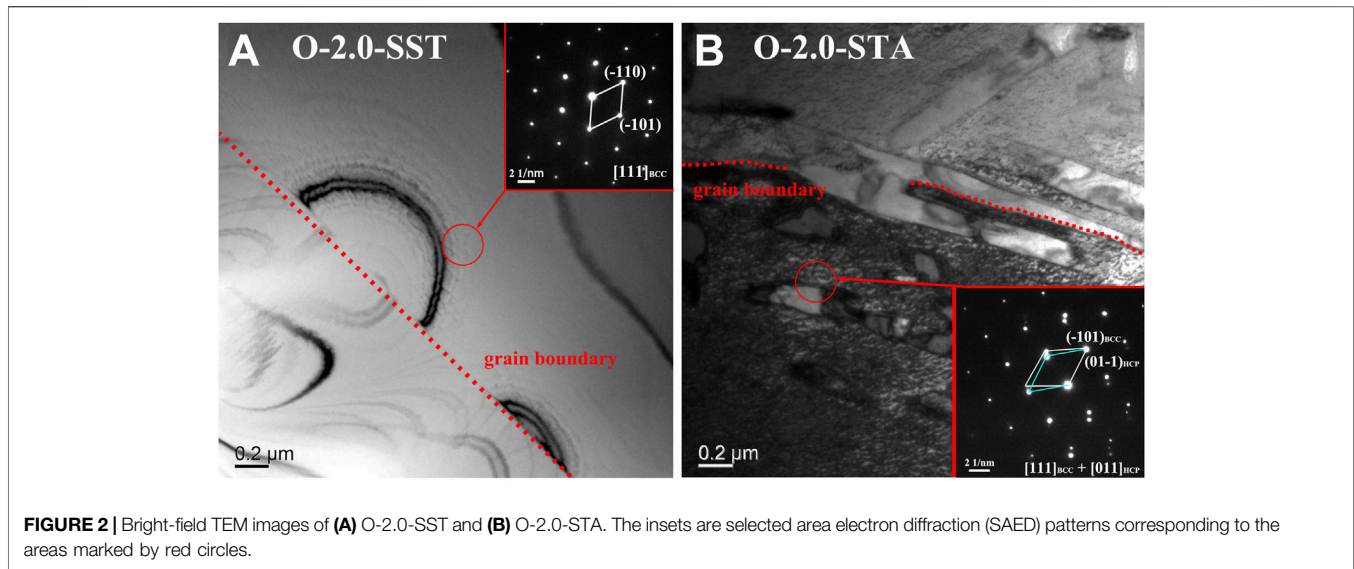 A O-2.0-SST
(-110)
(-101)
2 1/nm
[111]BCC
grain boundary
0.2 μm
B O-2.0-STA
grain boundary
(-101)BCC
(01-1)HCP
2 1/nm
[111]BCC + [011]HCP
0.2 μm
FIGURE 2 | Bright-field TEM images of (A) O-2.0-SST and (B) O-2.0-STA. The insets are selected area electron diffraction (SAED) patterns corresponding to the
areas marked by red circles.